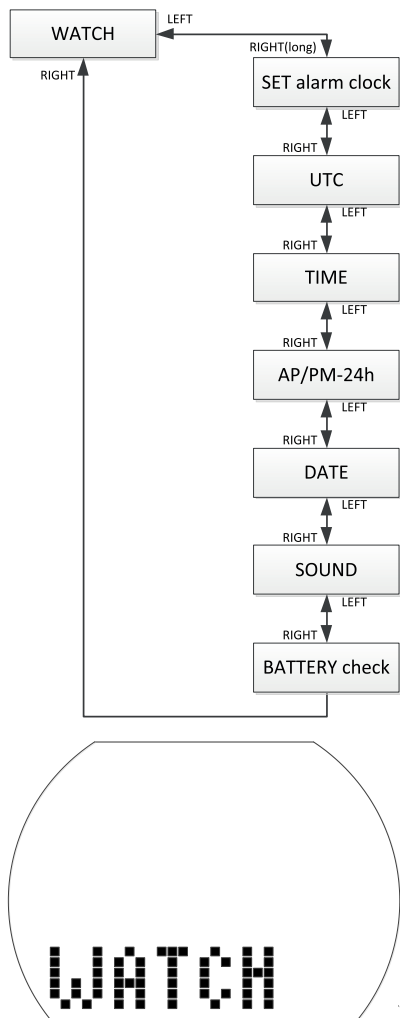 WATCH
LEFT
RIGHT(long)
RIGHT
SET alarm clock
LEFT
RIGHT
UTC
LEFT
RIGHT
TIME
LEFT
RIGHT
AP/PM-24h
LEFT
RIGHT
DATE
LEFT
RIGHT
SOUND
LEFT
RIGHT
BATTERY check
WATCH